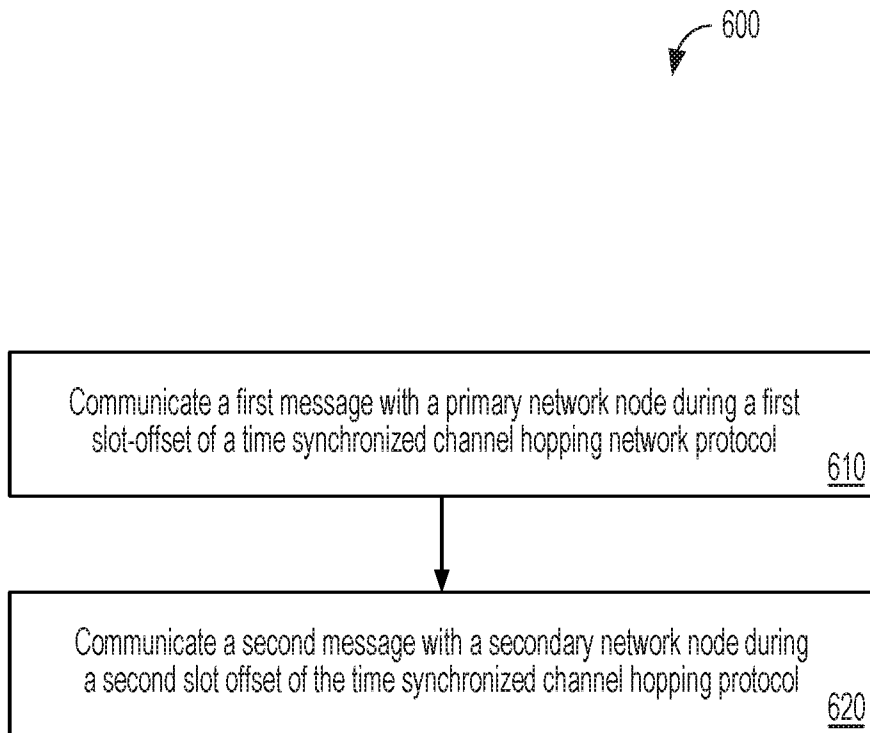 600
Communicate a first message with a primary network node during a first
slot-offset of a time synchronized channel hopping network protocol
610
Communicate a second message with a secondary network node during
a second slot offset of the time synchronized channel hopping protocol
620